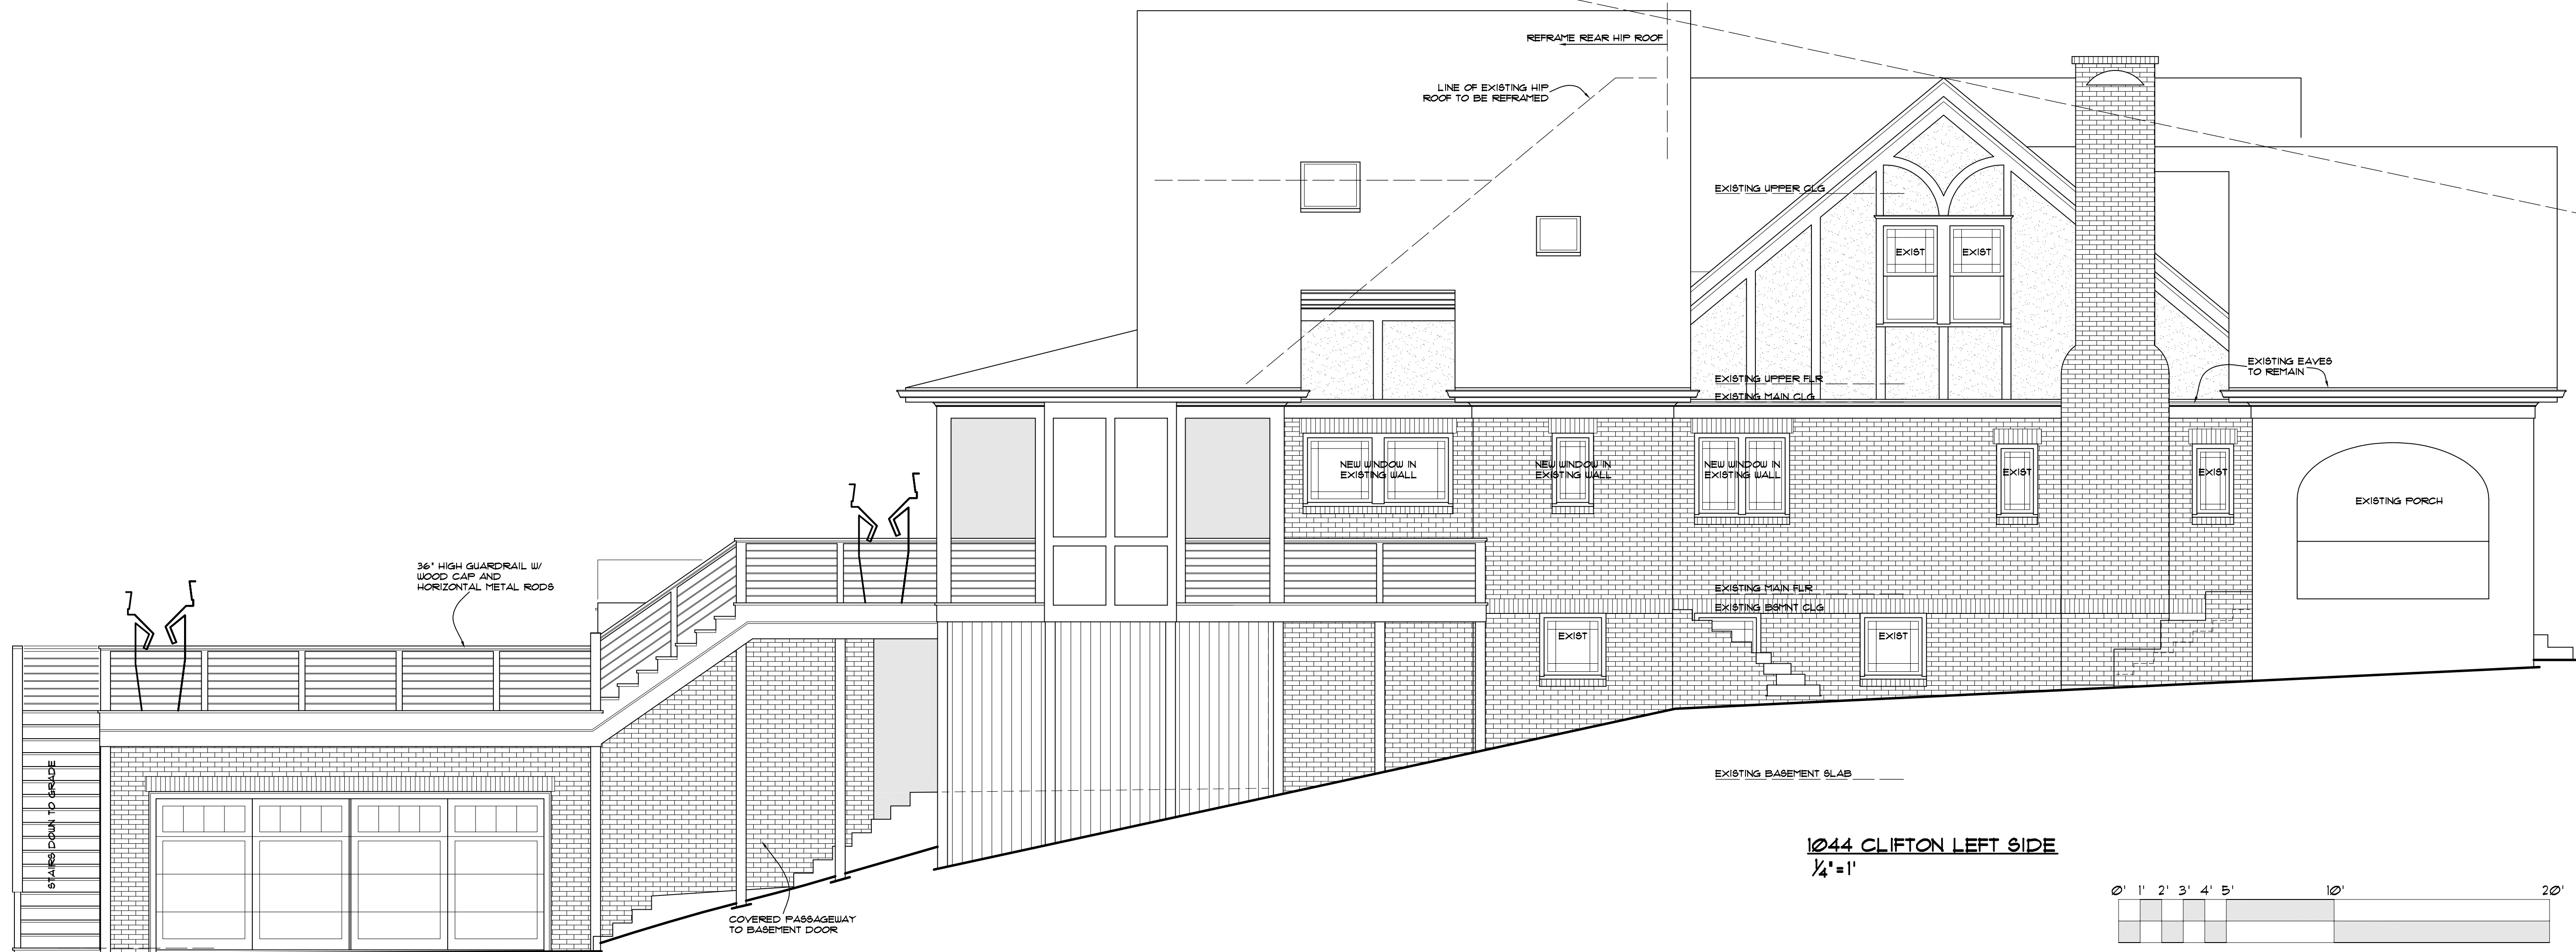 REFRAME REAR HIP ROOF
LINE OF EXISTING HIP
ROOF TO BE REFRAMED
EXISTING UPPER CLG
EXIST
EXIST
EXISTING EAVES
TO REMAIN
EXISTING UPPER FLR
EXISTING MAIN CLG
NEW WINDOW IN
EXISTING WALL
NEW WINDOW IN
EXISTING WALL
NEW WINDOW IN
EXISTING WALL
EXIST
EXIST
EXISTING PORCH
36" HIGH GUARDRAIL W/
WOOD CAP AND
HORIZONTAL METAL RODS
EXISTING MAIN FLR
EXISTING BSMNT CLG
EXIST
EXIST
STAIRS DOWN TO GRADE
EXISTING BASEMENT SLAB
COVERED PASSAGEWAY
TO BASEMENT DOOR
1044 CLIFTON LEFT SIDE
1/4"=1'
0' 1' 2' 3' 4' 5' 10' 20'